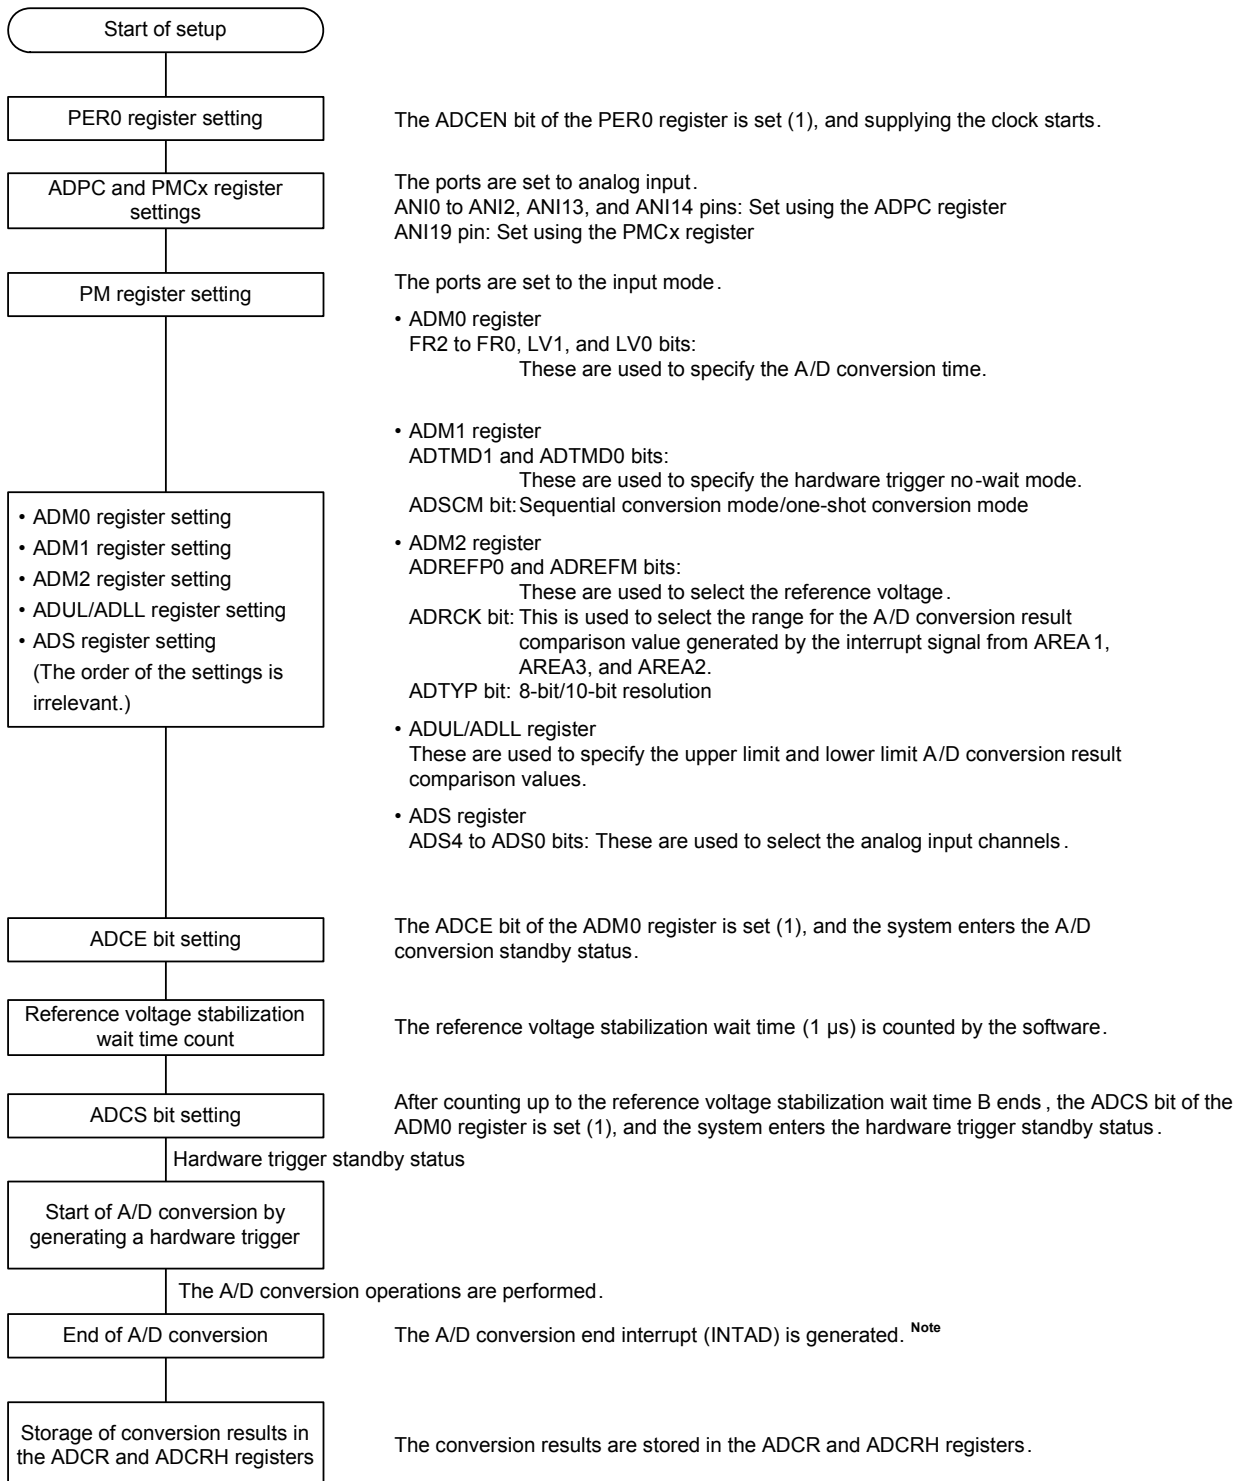 Start of setup
PER0 register setting
The ADCEN bit of the PER0 register is set (1), and supplying the clock starts.
ADPC and PMCx register
settings
The ports are set to analog input.
ANI0 to ANI2, ANI13, and ANI14 pins: Set using the ADPC register
ANI19 pin: Set using the PMCx register
PM register setting
The ports are set to the input mode.
• ADM0 register setting
• ADM1 register setting
• ADM2 register setting
• ADUL/ADLL register setting
• ADS register setting
(The order of the settings is
irrelevant.)
• ADM0 register
FR2 to FR0, LV1, and LV0 bits:
These are used to specify the A/D conversion time.
• ADM1 register
ADTMD1 and ADTMD0 bits:
These are used to specify the hardware trigger no-wait mode.
ADSCM bit: Sequential conversion mode/one-shot conversion mode
• ADM2 register
ADREFP0 and ADREFM bits:
These are used to select the reference voltage.
ADRCK bit: This is used to select the range for the A/D conversion result
comparison value generated by the interrupt signal from AREA1,
AREA3, and AREA2.
ADTYP bit: 8-bit/10-bit resolution
• ADUL/ADLL register
These are used to specify the upper limit and lower limit A/D conversion result
comparison values.
• ADS register
ADS4 to ADS0 bits: These are used to select the analog input channels.
ADCE bit setting
The ADCE bit of the ADM0 register is set (1), and the system enters the A/D
conversion standby status.
Reference voltage stabilization
wait time count
The reference voltage stabilization wait time (1 µs) is counted by the software.
ADCS bit setting
After counting up to the reference voltage stabilization wait time B ends, the ADCS bit of the
ADM0 register is set (1), and the system enters the hardware trigger standby status.
Hardware trigger standby status
Start of A/D conversion by
generating a hardware trigger
The A/D conversion operations are performed.
End of A/D conversion
The A/D conversion end interrupt (INTAD) is generated. Note
Storage of conversion results in
the ADCR and ADCRH registers
The conversion results are stored in the ADCR and ADCRH registers.